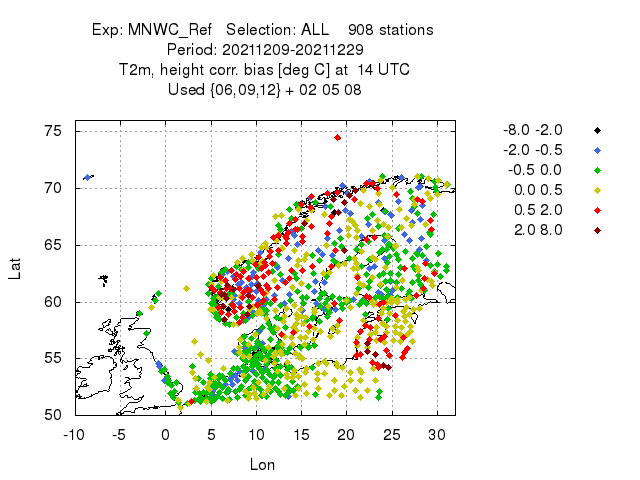 Exp: MNWC_Ref   Selection: ALL    908 stations
Period: 20211209-20211229
T2m, height corr. bias [deg C] at  14 UTC
Used {06,09,12} + 02 05 08
-8.0 -2.0
-2.0 -0.5
-0.5 0.0
0.0 0.5
0.5 2.0
2.0 8.0
75
70
65
60
55
50
Lat
-10 -5 0 5 10 15 20 25 30
Lon